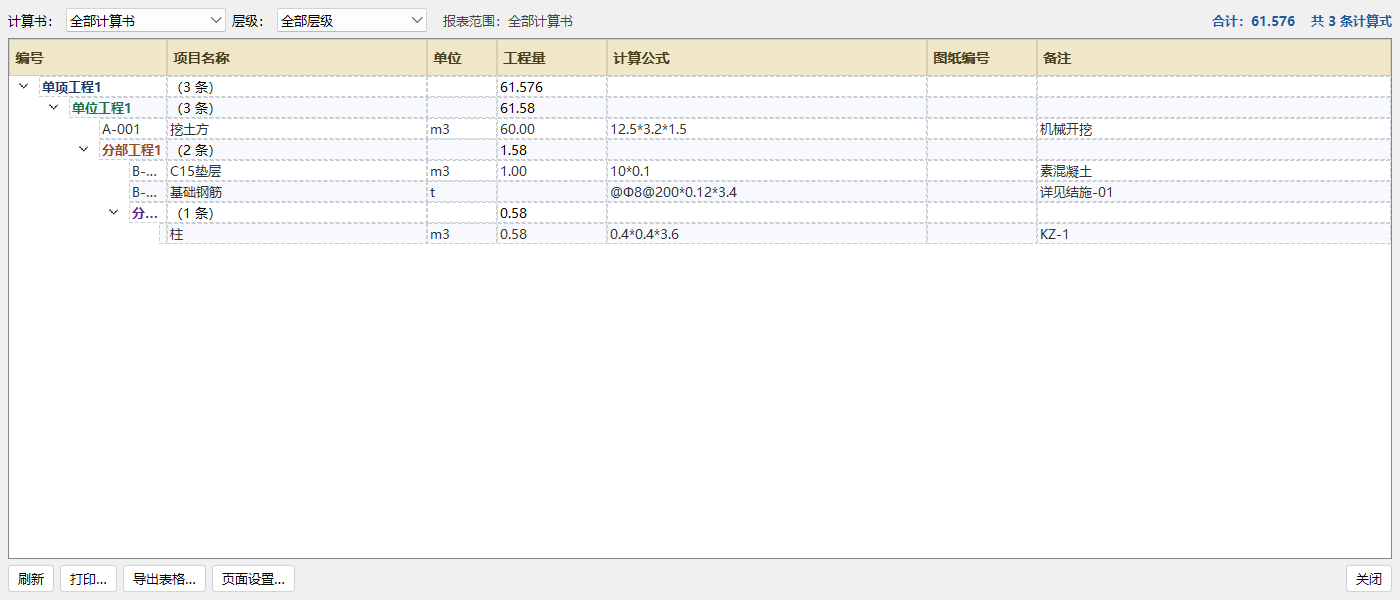 计算书： 全部计算书 层级： 全部层级 报表范围：全部计算书 合计：61.576 共 3 条计算式
编号 项目名称 单位 工程量 计算公式 图纸编号 备注
单项工程1 (3 条) 61.576
单位工程1 (3 条) 61.58
A-001 挖土方 m3 60.00 12.5*3.2*1.5 机械开挖
分部工程1 (2 条) 1.58
B-... C15垫层 m3 1.00 10*0.1 素混凝土
B-... 基础钢筋 t @Φ8@200*0.12*3.4 详见结施-01
分... (1 条) 0.58
柱 m3 0.58 0.4*0.4*3.6 KZ-1
刷新 打印... 导出表格... 页面设置... 关闭